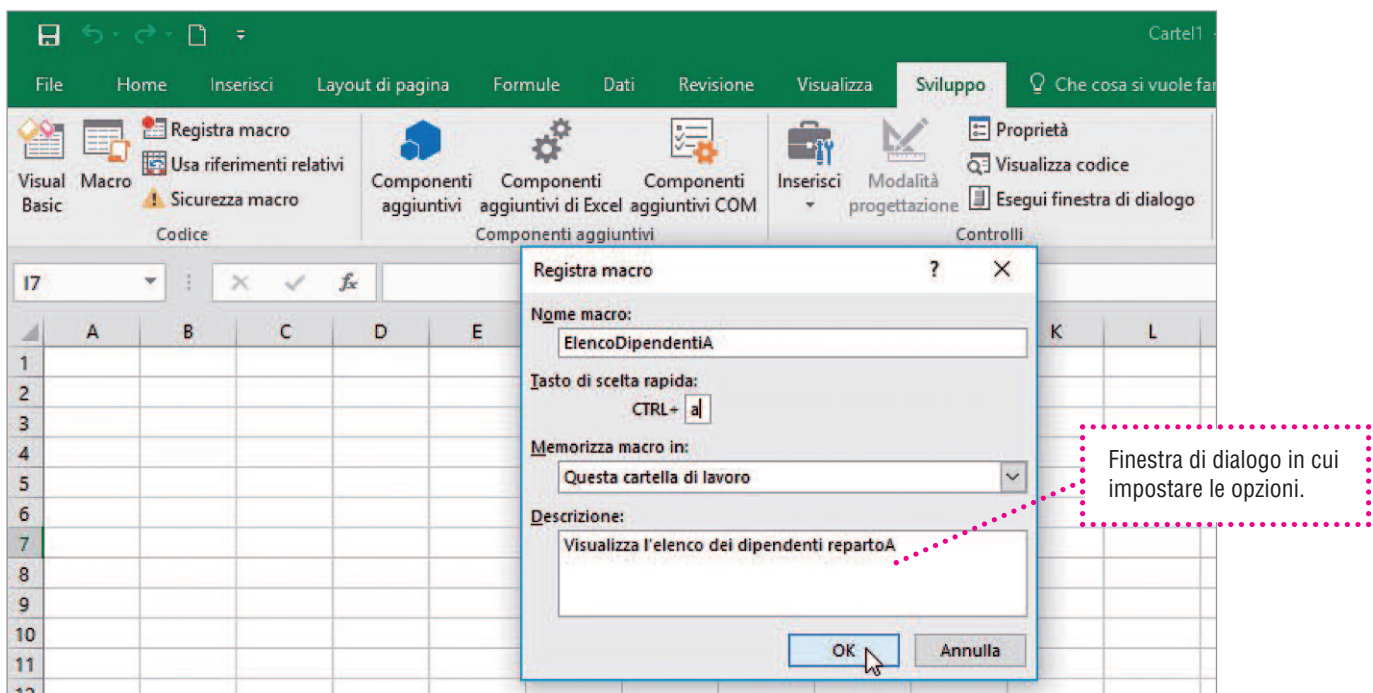 Cartel1
File Home Inserisci Layout di pagina Formule Dati Revisione Visualizza Sviluppo Che cosa si vuole far
Visual Basic
Macro
Registra macro
Usa riferimenti relativi
Sicurezza macro
Codice
Componenti aggiuntivi
Componenti aggiuntivi di Excel
Componenti aggiuntivi COM
Componenti aggiuntivi
Inserisci
Modalità progettazione
Proprietà
Visualizza codice
Esegui finestra di dialogo
Controlli
I7
fx
A B C D E K L
1
2
3
4
5
6
7
8
9
10
11
12
Registra macro ?
Nome macro:
ElencoDipendentiA
Tasto di scelta rapida:
CTRL+ a
Memorizza macro in:
Questa cartella di lavoro
Descrizione:
Visualizza l'elenco dei dipendenti repartoA
OK Annulla
Finestra di dialogo in cui
impostare le opzioni.